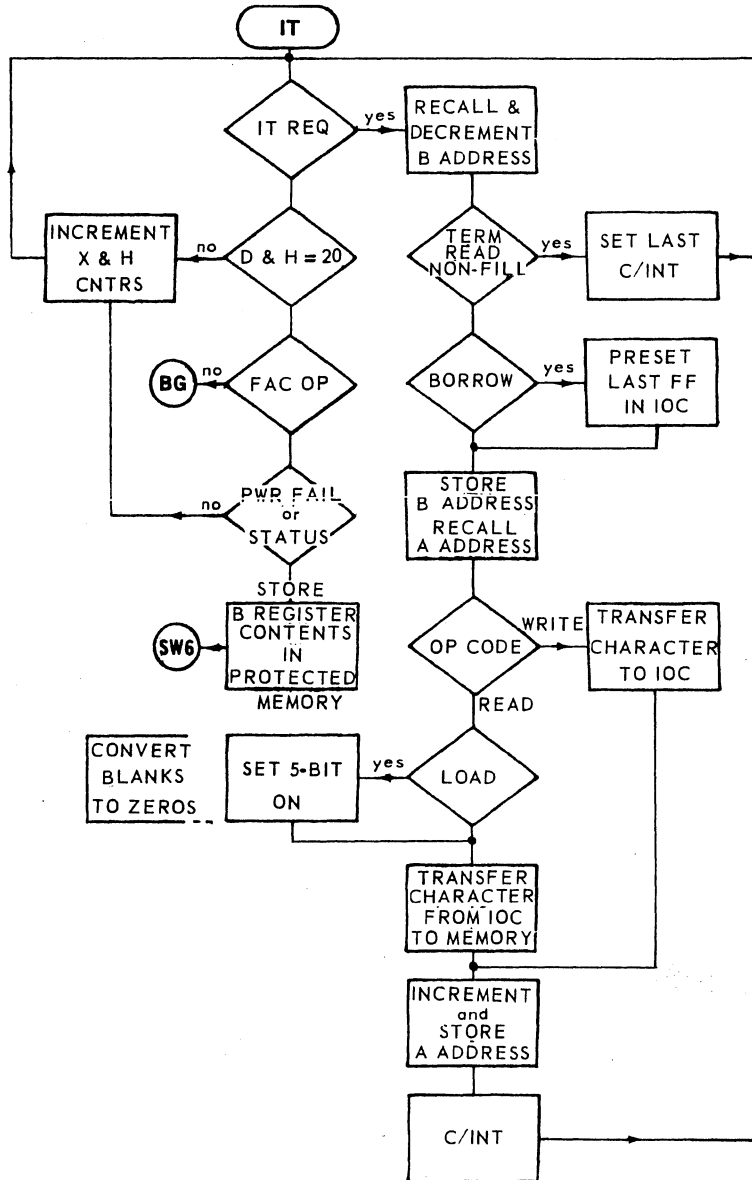 IT
IT REQ
yes
RECALL &
DECREMENT
B ADDRESS
INCREMENT
X & H
CNTRS
no
D & H = 20
TERM
READ
NON-FILL
yes
SET LAST
C/INT
BG
no
FAC OP
BORROW
yes
PRESET
LAST FF
IN IOC
no
PWR FAIL
or
STATUS
STORE
B ADDRESS
RECALL
A ADDRESS
STORE
B REGISTER
CONTENTS
IN
PROTECTED
MEMORY
SW6
OP CODE
WRITE
TRANSFER
CHARACTER
TO IOC
READ
CONVERT
BLANKS
TO ZEROS
SET 5-BIT
ON
yes
LOAD
TRANSFER
CHARACTER
FROM IOC
TO MEMORY
INCREMENT
and
STORE
A ADDRESS
C/INT